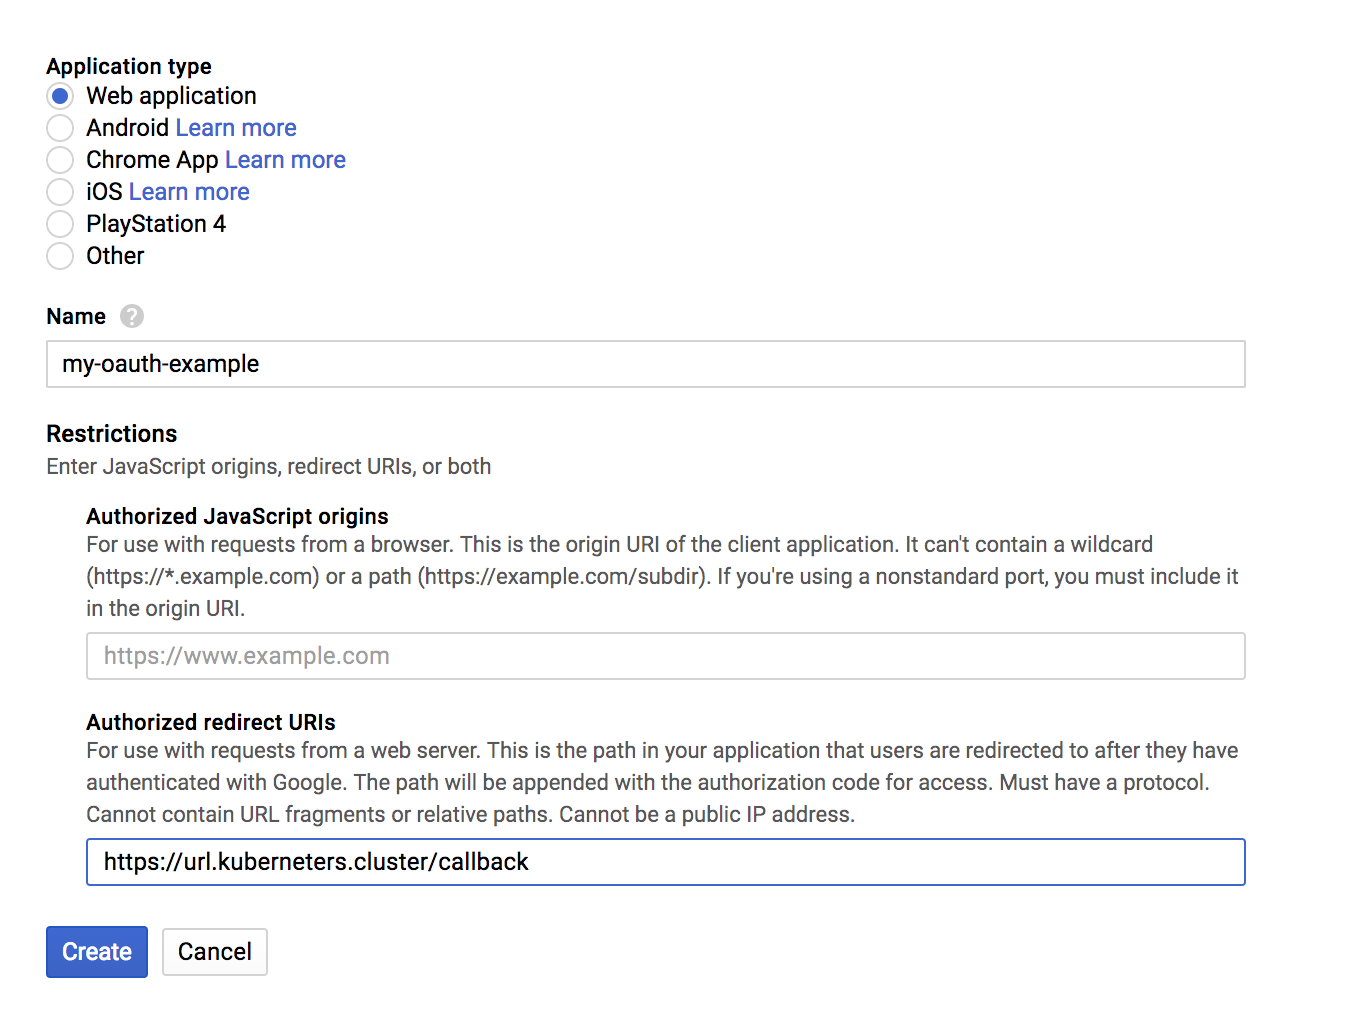 Application type
Web application
Android Learn more
Chrome App Learn more
iOS Learn more
PlayStation 4
Other
Name ?
my-oauth-example
Restrictions
Enter JavaScript origins, redirect URIs, or both
Authorized JavaScript origins
For use with requests from a browser. This is the origin URI of the client application. It can't contain a wildcard
(https://*.example.com) or a path (https://example.com/subdir). If you're using a nonstandard port, you must include it
in the origin URI.
https://www.example.com
Authorized redirect URIs
For use with requests from a web server. This is the path in your application that users are redirected to after they have
authenticated with Google. The path will be appended with the authorization code for access. Must have a protocol.
Cannot contain URL fragments or relative paths. Cannot be a public IP address.
https://url.kuberneters.cluster/callback
Create Cancel